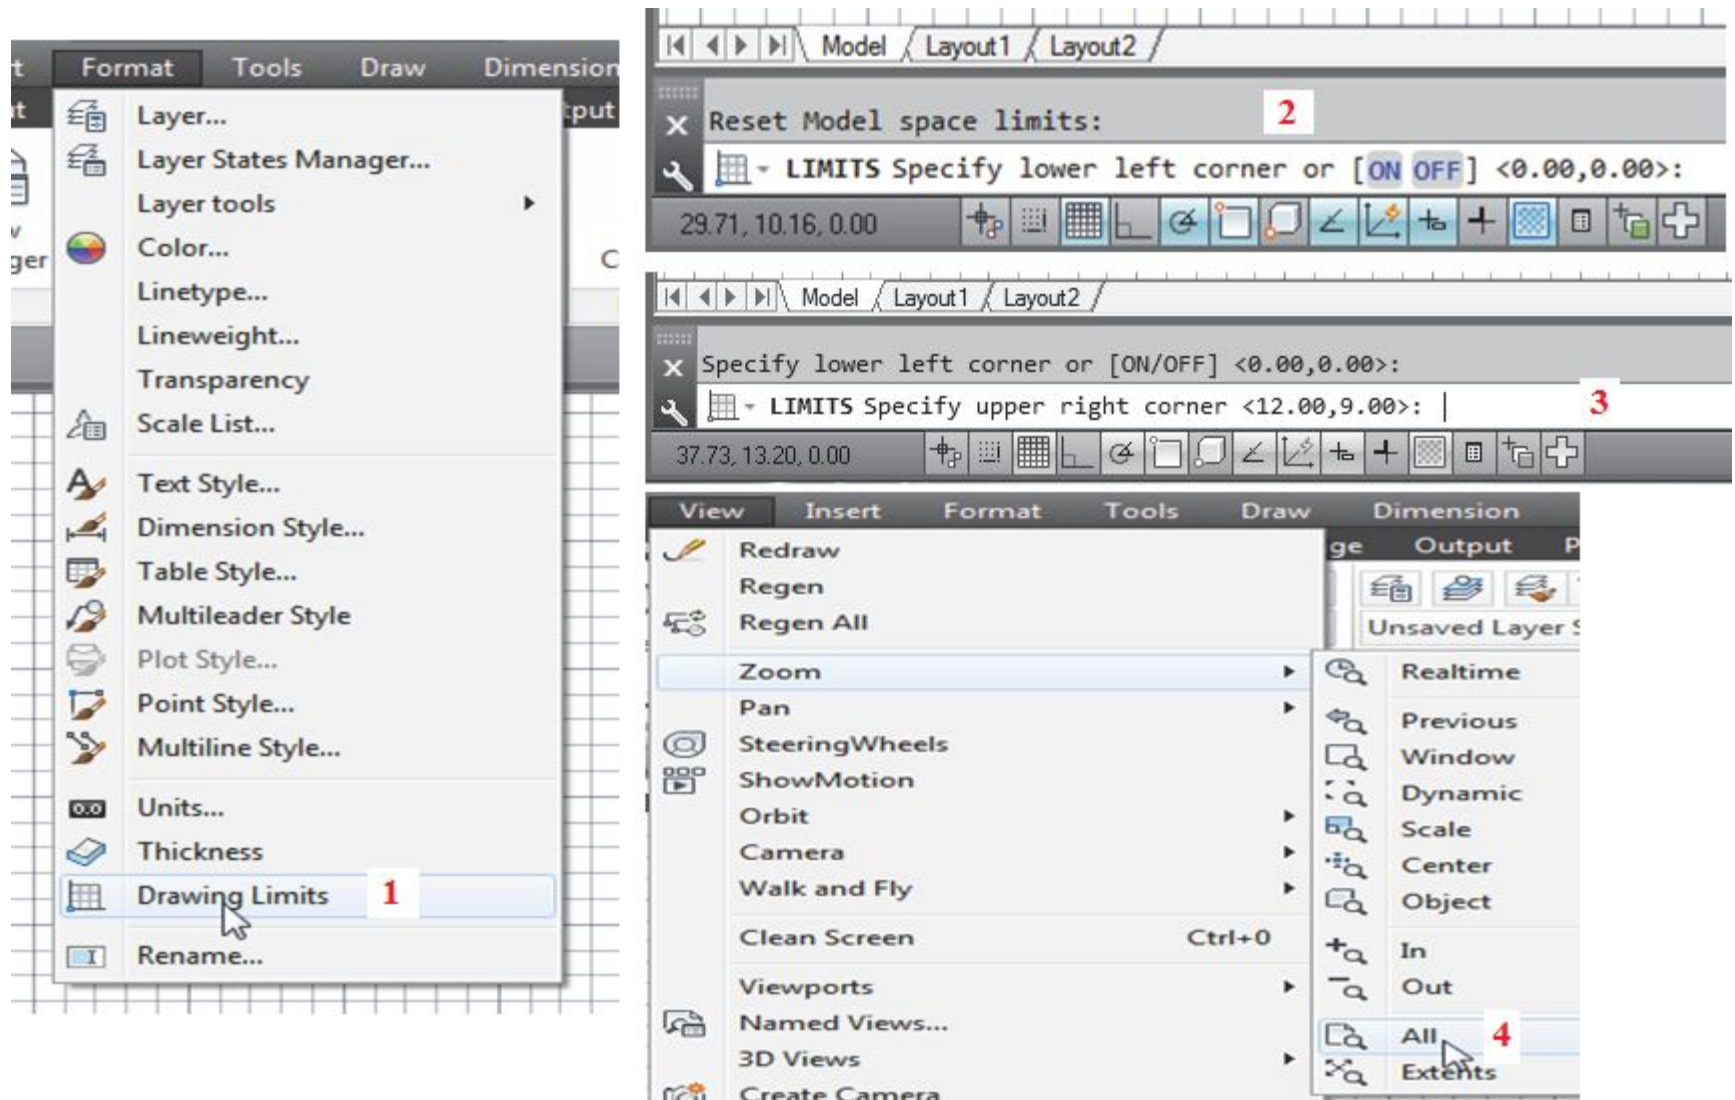 t Format Tools Draw Dimension
ut tput
Layer...
Layer States Manager...
Layer tools
Color...
ger
C
Linetype...
Lineweight...
Transparency
Scale List...
Text Style...
Dimension Style...
Table Style...
Multileader Style
Plot Style...
Point Style...
Multiline Style...
0.0 Units...
Thickness
Drawing Limits 1
Rename...
Model Layout1 Layout2
Reset Model space limits: 2
LIMITS Specify lower left corner or [ON OFF] <0.00,0.00>:
29.71, 10.16, 0.00
Model Layout1 Layout2
Specify lower left corner or [ON/OFF] <0.00,0.00>:
LIMITS Specify upper right corner <12.00,9.00>: 3
37.73, 13.20, 0.00
View Insert Format Tools Draw Dimension
ge Output P
Redraw
Regen
Regen All
Unsaved Layer S
Zoom
Pan
SteeringWheels
ShowMotion
Orbit
Camera
Walk and Fly
Clean Screen Ctrl+0
Viewports
Named Views...
3D Views
Create Camera
Realtime
Previous
Window
Dynamic
Scale
Center
Object
In
Out
All 4
Extents